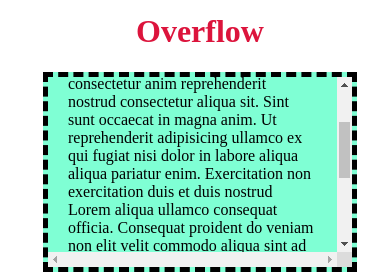 Overflow
consectetur anim reprehenderit
nostrud consectetur aliqua sit. Sint
sunt occaecat in magna anim. Ut
reprehenderit adipisicing ullamco ex
qui fugiat nisi dolor in labore aliqua
aliqua pariatur enim. Exercitation non
exercitation duis et duis nostrud
Lorem aliqua ullamco consequat
officia. Consequat proident do veniam
non elit velit commodo aliqua sint ad